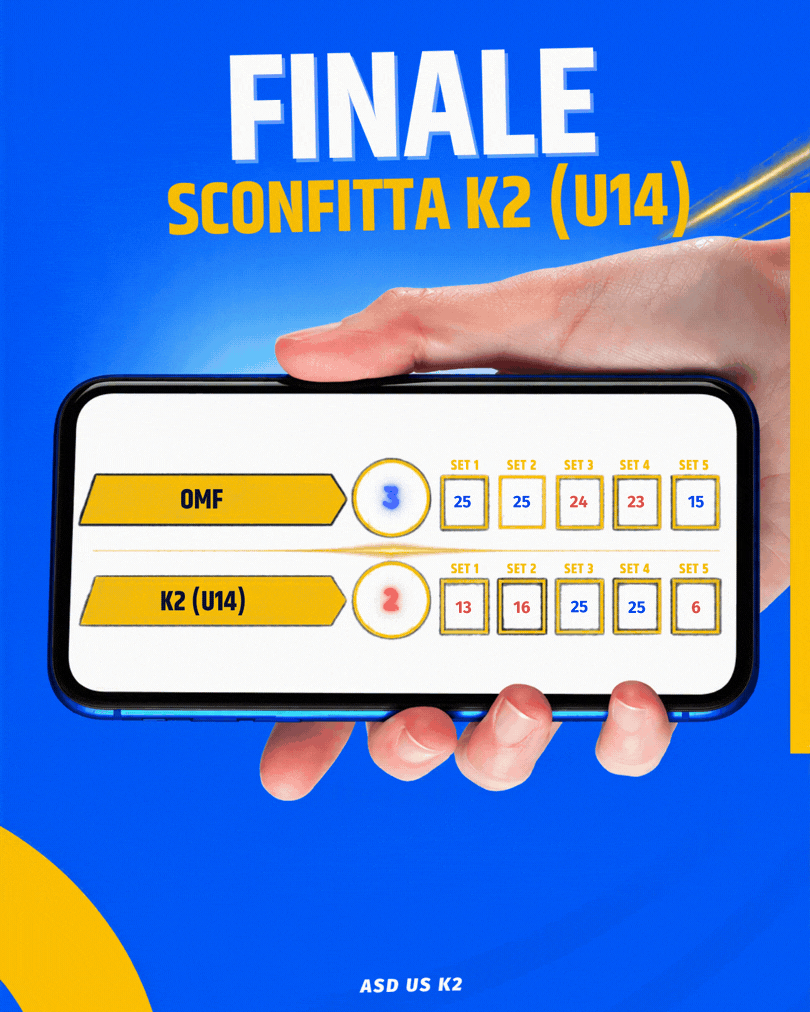 FINALE
SCONFITTA K2 (U14)
SET 1 SET 2 SET 3 SET 4 SET 5
OMF 3 25 25 24 23 15
SET 1 SET 2 SET 3 SET 4 SET 5
K2 (U14) 2 13 16 25 25 6
ASD US K2